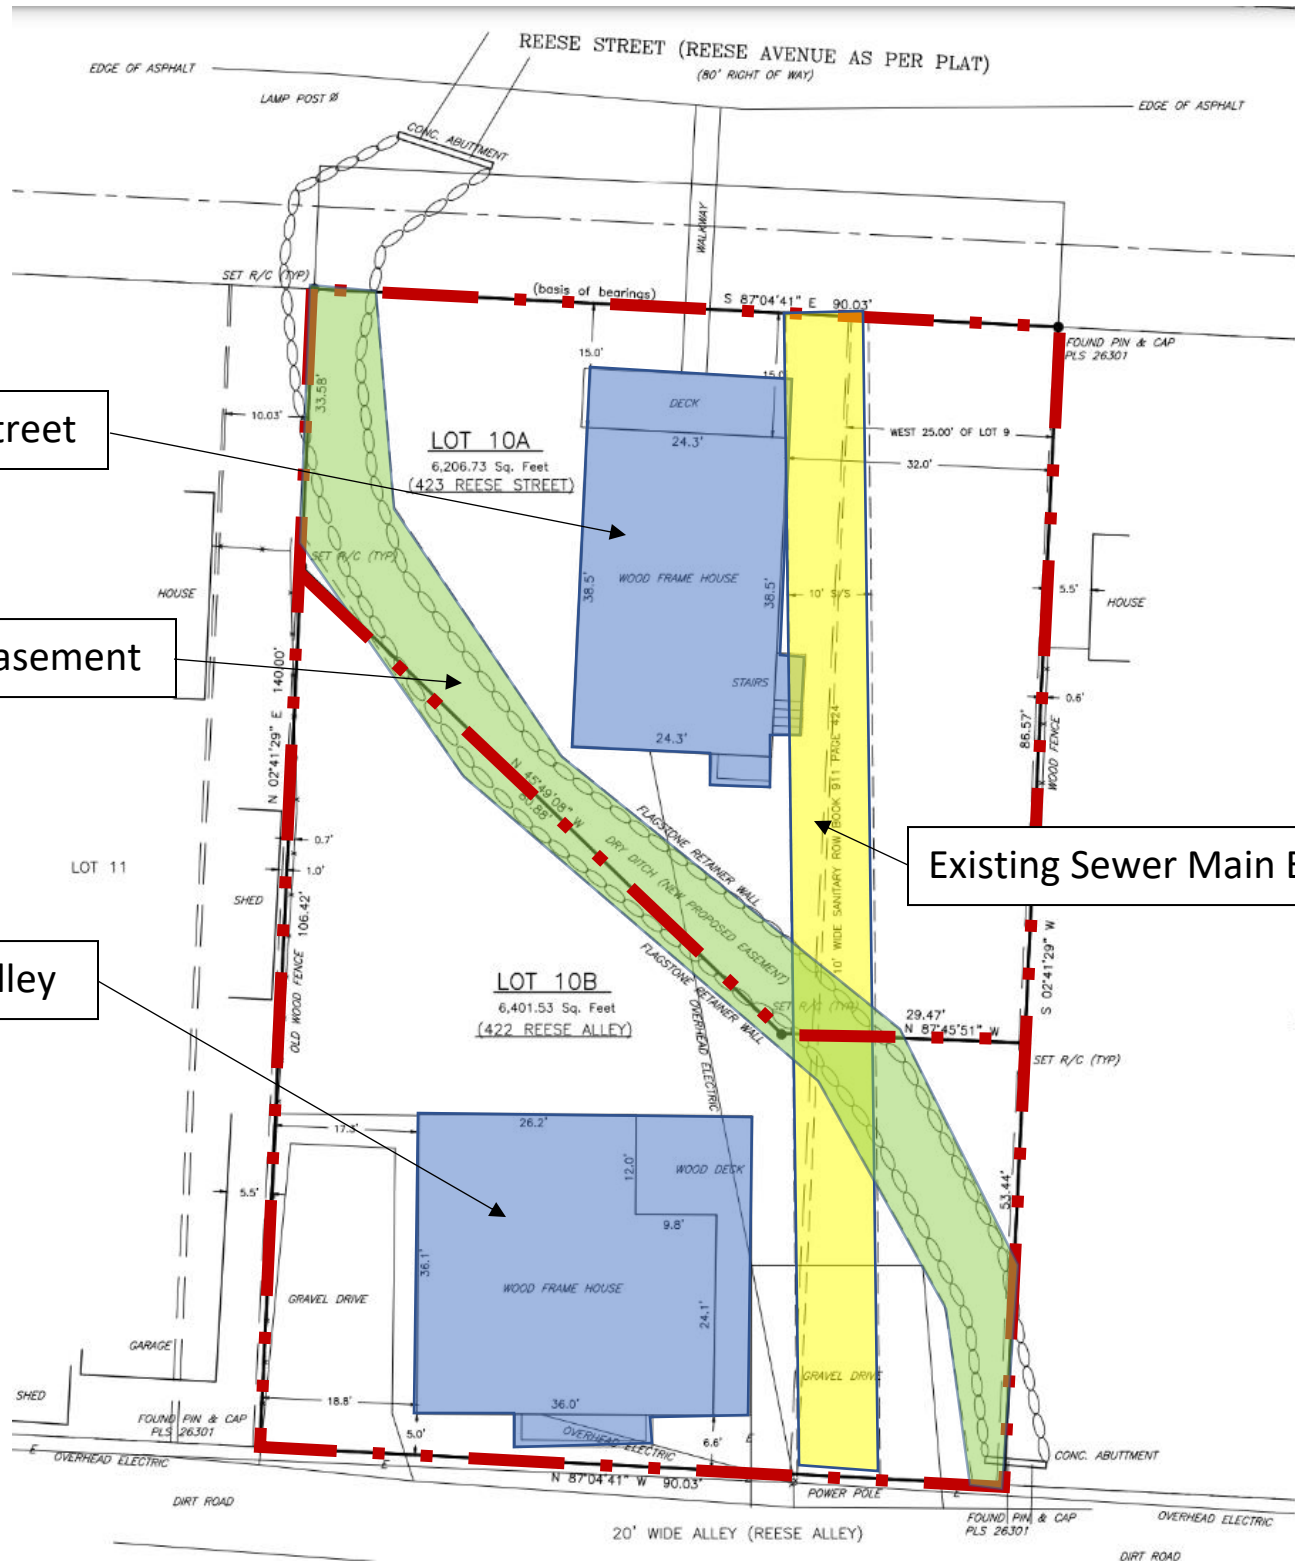 REESE STREET (REESE AVENUE AS PER PLAT)
(80' RIGHT OF WAY)
EDGE OF ASPHALT
EDGE OF ASPHALT
LAMP POST Ø
CONC. ABUTTMENT
WALKWAY
SET R/C (TYP)
(basis of bearings)
S 87°04'41" E 90.03'
FOUND PIN & CAP
PLS 26301
15.0'
15.0'
33.58'
10.03'
DECK
24.3'
WEST 25.00' OF LOT 9
32.0'
treet
LOT 10A
6,206.73 Sq. Feet
(423 REESE STREET)
SET R/C (TYP)
WOOD FRAME HOUSE
38.5'
38.5'
10' S/S
HOUSE
5.5'
HOUSE
asement
STAIRS
0.6'
24.3'
N 02°41'29" E 140.00'
86.57'
WOOD FENCE
10' WIDE SANITARY ROW BOOK 911 PAGE 424
N 45°49'08" W
80.88'
FLAGSTONE RETAINER WALL
DRY DITCH (NEW PROPOSED EASEMENT)
FLAGSTONE RETAINER WALL
Existing Sewer Main E
0.7'
1.0'
LOT 11
SHED
OLD WOOD FENCE 106.42'
S 02°41'29" W
lley
LOT 10B
6,401.53 Sq. Feet
(422 REESE ALLEY)
OVERHEAD ELECTRIC
SET R/C (TYP)
29.47'
N 87°45'51" W
SET R/C (TYP)
17.3'
26.2'
12.0'
WOOD DECK
9.8'
5.5'
53.44'
36.1'
WOOD FRAME HOUSE
24.1'
GRAVEL DRIVE
GARAGE
GRAVEL DRIVE
SHED
18.8'
36.0'
FOUND PIN & CAP
PLS 26301
5.0'
OVERHEAD ELECTRIC
6.6'
E
E
OVERHEAD ELECTRIC
E
N 87°04'41" W 90.03'
CONC. ABUTTMENT
POWER POLE
E
DIRT ROAD
FOUND PIN & CAP
PLS 26301
OVERHEAD ELECTRIC
20' WIDE ALLEY (REESE ALLEY)
DIRT ROAD